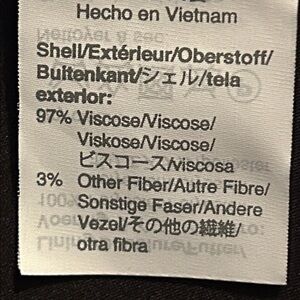 Hecho en Vietnam
Shell/Extérieur/Oberstoff/
Buitenkant/シェル/tela
exterior:
97% Viscose/Viscose/
Viskose/Viscose/
ビスコース/viscosa
3% Other Fiber/Autre Fibre/
Sonstige Faser/Andere
Vezel/その他の繊維/
otra fibra